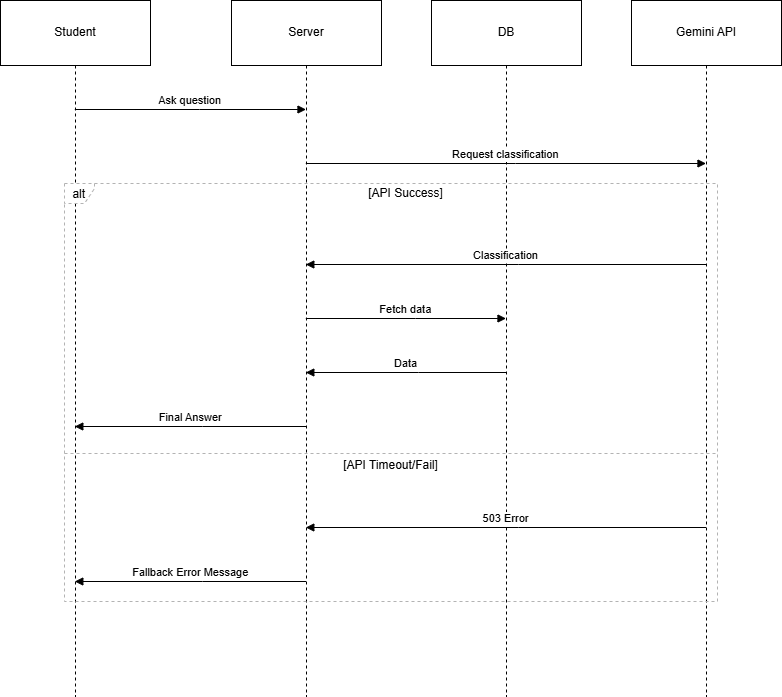 Student
Server
DB
Gemini API
Ask question
Request classification
alt
[API Success]
Classification
Fetch data
Data
Final Answer
[API Timeout/Fail]
503 Error
Fallback Error Message